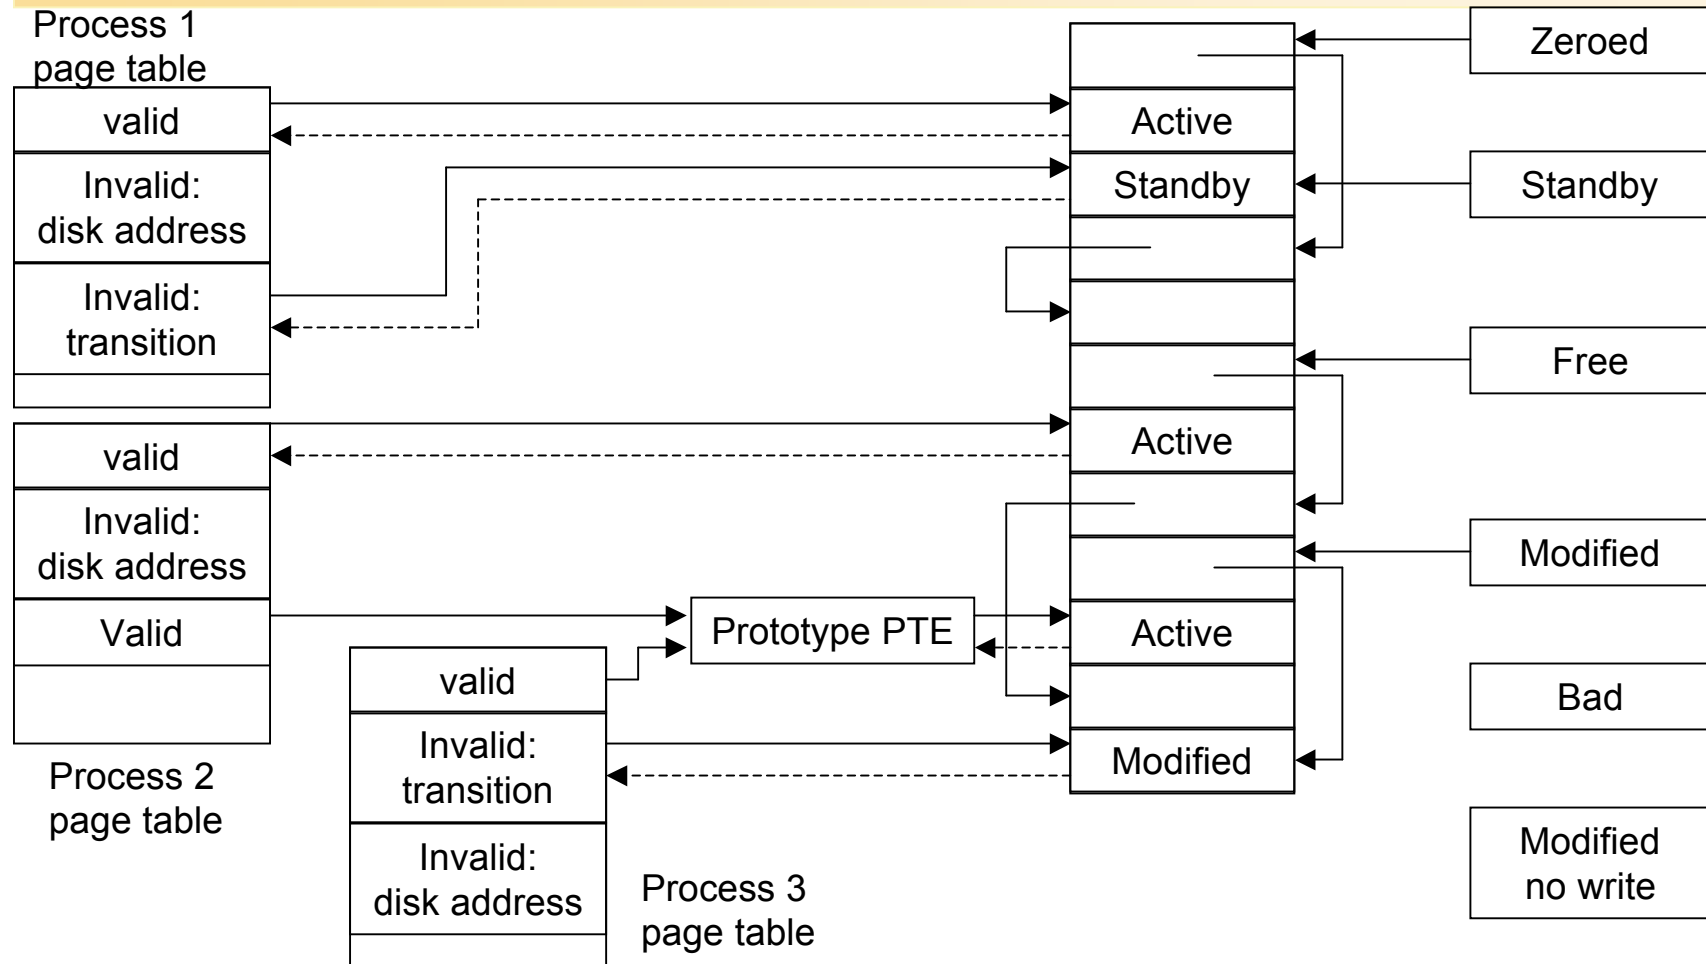 Process 1
page table
valid
Invalid:
disk address
Invalid:
transition
valid
Invalid:
disk address
Valid
Process 2
page table
valid
Invalid:
transition
Invalid:
disk address
Process 3
page table
Prototype PTE
Active
Standby
Active
Active
Modified
Zeroed
Standby
Free
Modified
Bad
Modified
no write